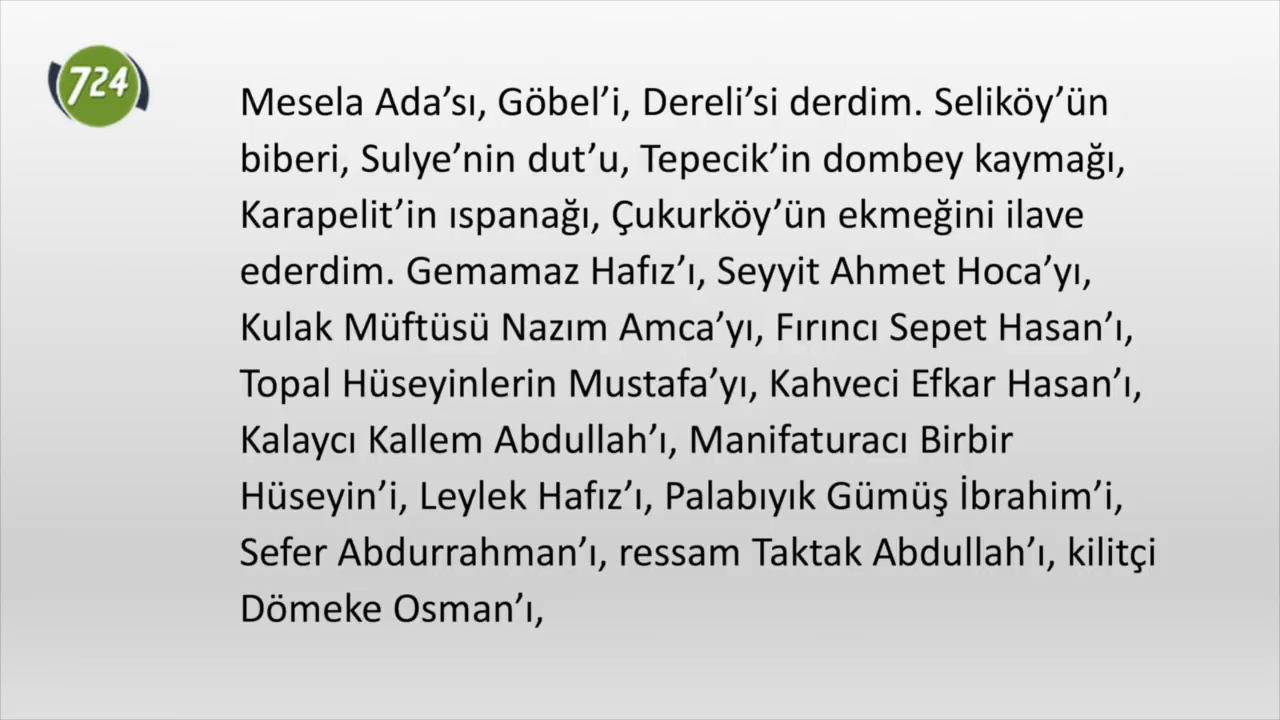 724
Mesela Ada’sı, Göbel’i, Dereli’si derdim. Seliköy’ün
biberi, Sulye’nin dut’u, Tepecik’in dombey kaymağı,
Karapelit’in ıspanağı, Çukurköy’ün ekmeğini ilave
ederdim. Gemamaz Hafız’ı, Seyyit Ahmet Hoca’yı,
Kulak Müftüsü Nazım Amca’yı, Fırıncı Sepet Hasan’ı,
Topal Hüseyinlerin Mustafa’yı, Kahveci Efkar Hasan’ı,
Kalaycı Kallem Abdullah’ı, Manifaturacı Birbir
Hüseyin’i, Leylek Hafız’ı, Palabıyık Gümüş İbrahim’i,
Sefer Abdurrahman’ı, ressam Taktak Abdullah’ı, kilitçi
Dömeke Osman’ı,